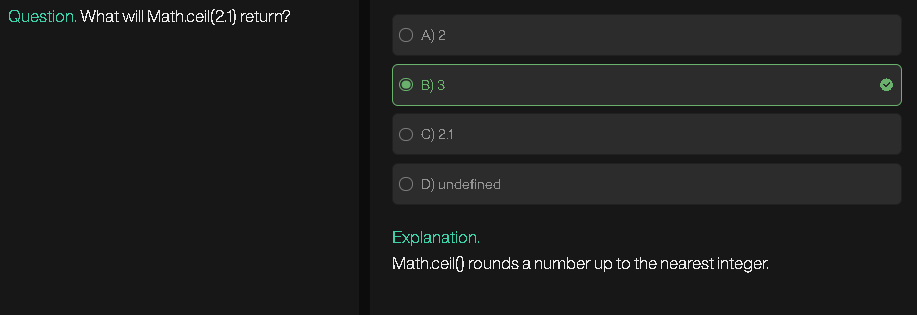 Question. What will Math.ceil(2.1) return?
A) 2
B) 3
C) 2.1
D) undefined
Explanation.
Math.ceil() rounds a number up to the nearest integer.